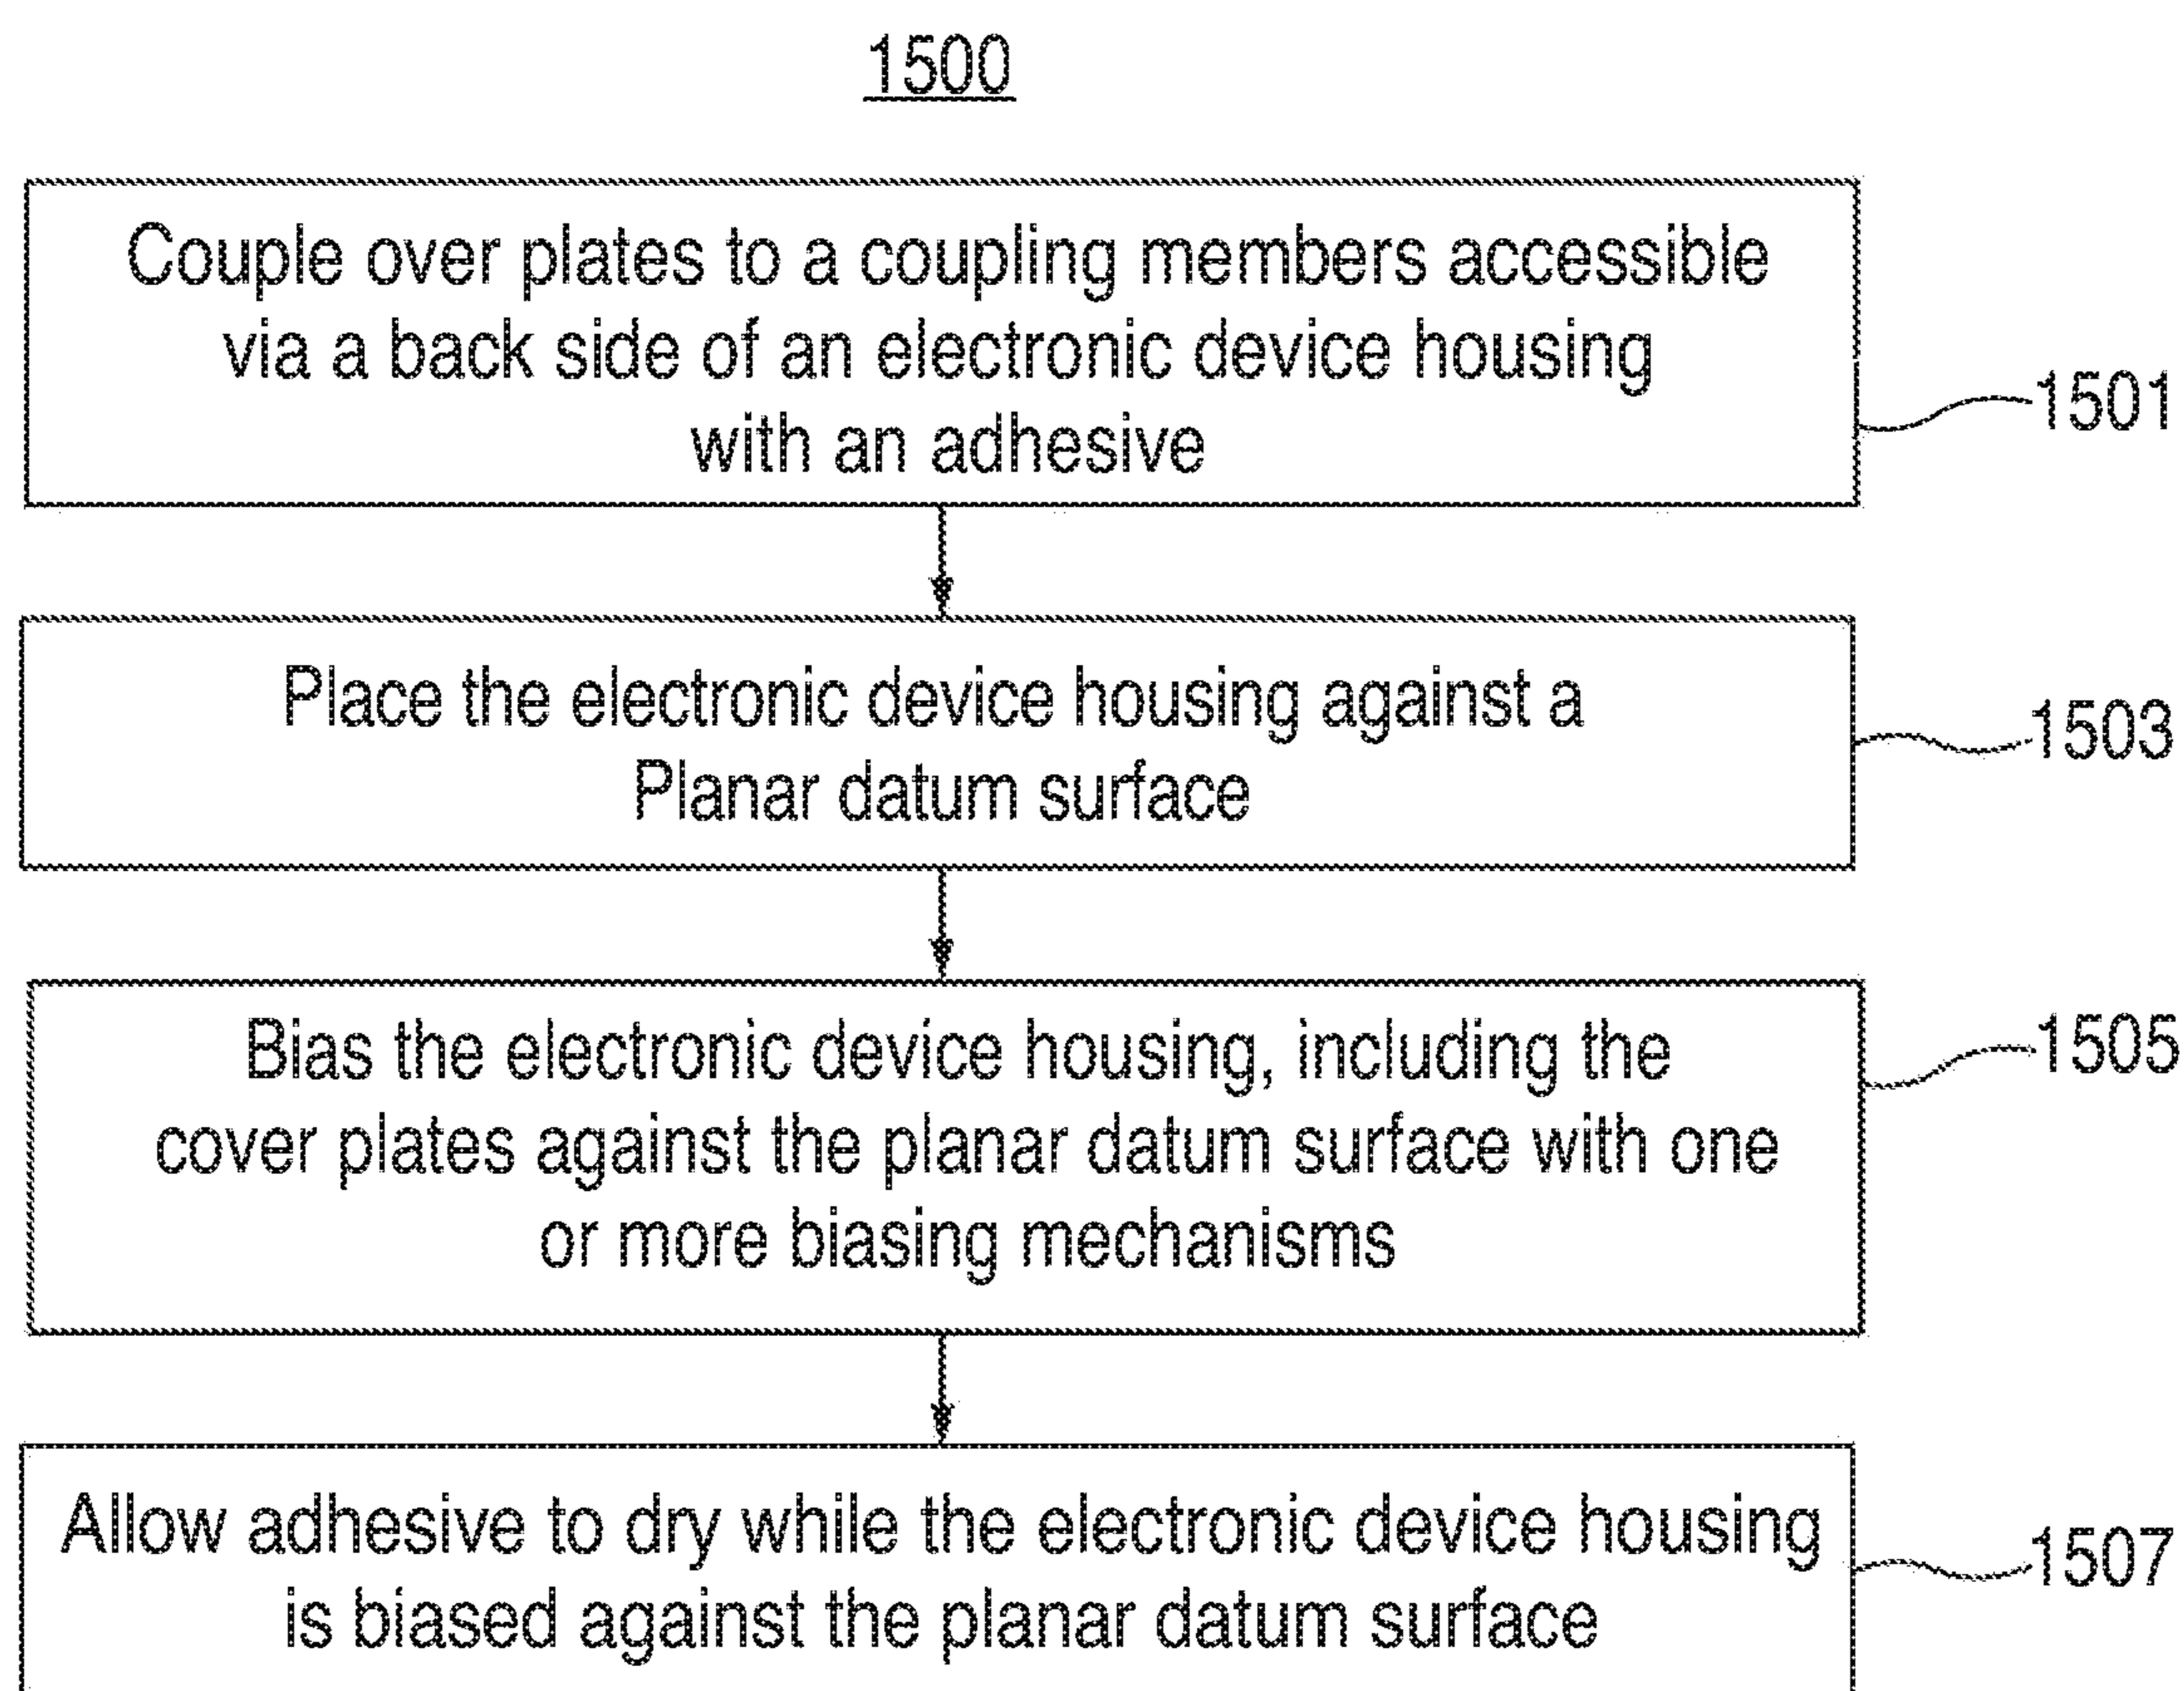 1500
Couple over plates to a coupling members accessible
via a back side of an electronic device housing
with an adhesive
1501
Place the electronic device housing against a
Planar datum surface
1503
Bias the electronic device housing, including the
cover plates against the planar datum surface with one
or more biasing mechanisms
1505
Allow adhesive to dry while the electronic device housing
is biased against the planar datum surface
1507